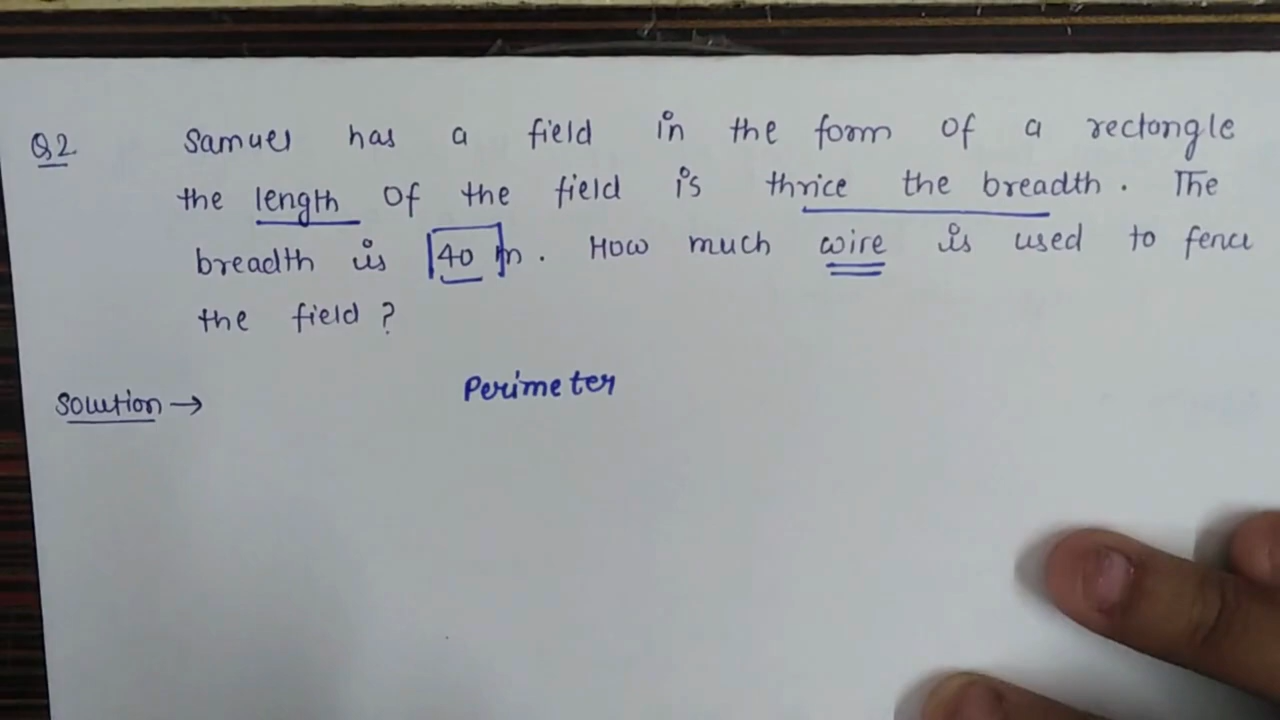 Q2 Samuel has a field in the form of a rectongle
the length of the field is thrice the breadth. The
breadth is 40 m. How much wire is used to fence
the field?
Solution → Perimeter